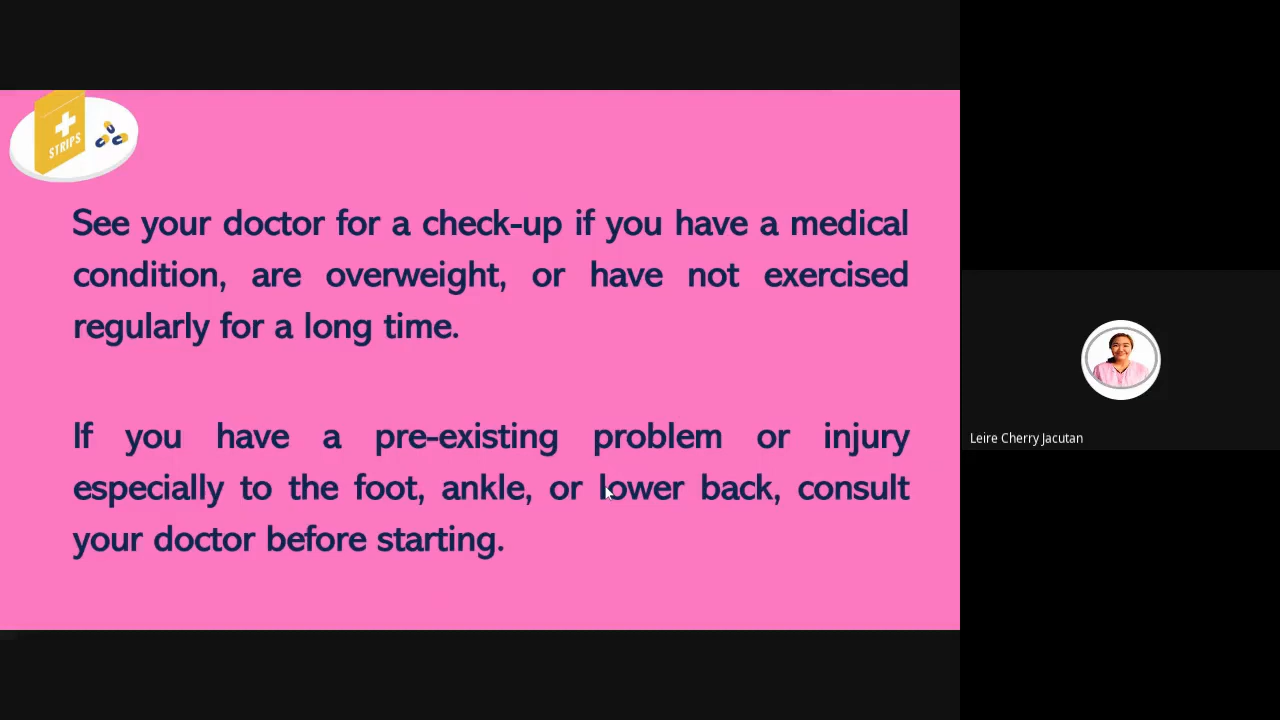 STRIPS
See your doctor for a check-up if you have a medical
condition, are overweight, or have not exercised
regularly for a long time.
If you have a pre-existing problem or injury
especially to the foot, ankle, or lower back, consult
your doctor before starting.
Leire Cherry Jacutan